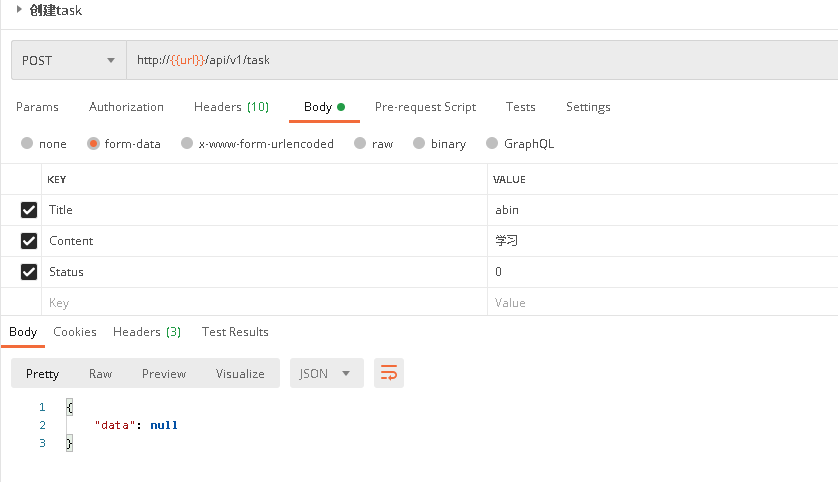 创建task
POST http://{{url}}/api/v1/task
Params Authorization Headers (10) Body Pre-request Script Tests Settings
none form-data x-www-form-urlencoded raw binary GraphQL
KEY VALUE
Title abin
Content 学习
Status 0
Key Value
Body Cookies Headers (3) Test Results
Pretty Raw Preview Visualize JSON
1 {
2 "data": null
3 }